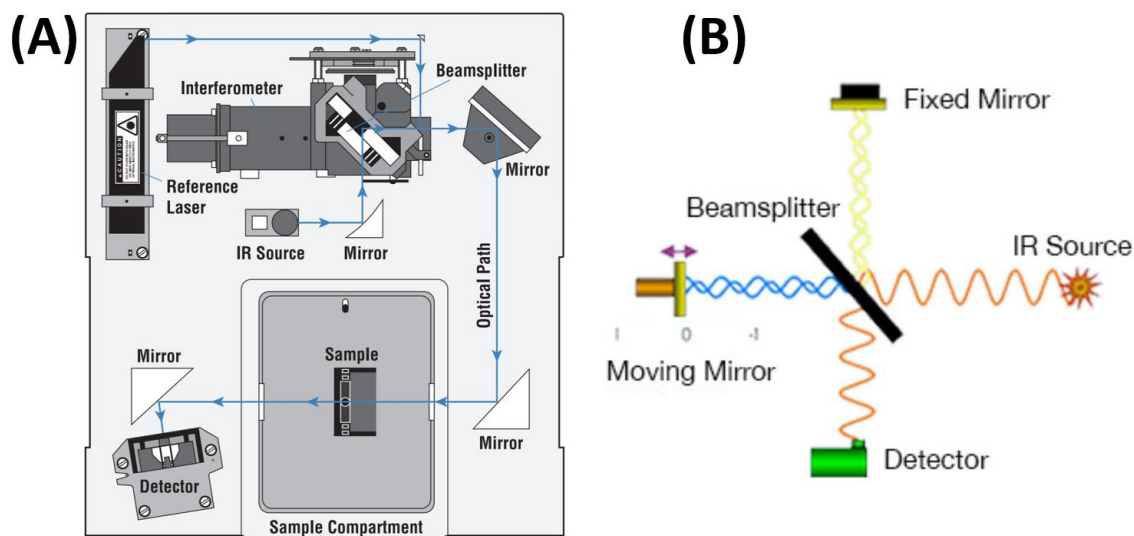 (A)
Interferometer
Beamsplitter
CAUTION
Reference
Laser
Mirror
IR Source
Mirror
Optical Path
Sample
Mirror
Mirror
Detector
Sample Compartment
(B)
Fixed Mirror
Beamsplitter
IR Source
1
0
-1
Moving Mirror
Detector